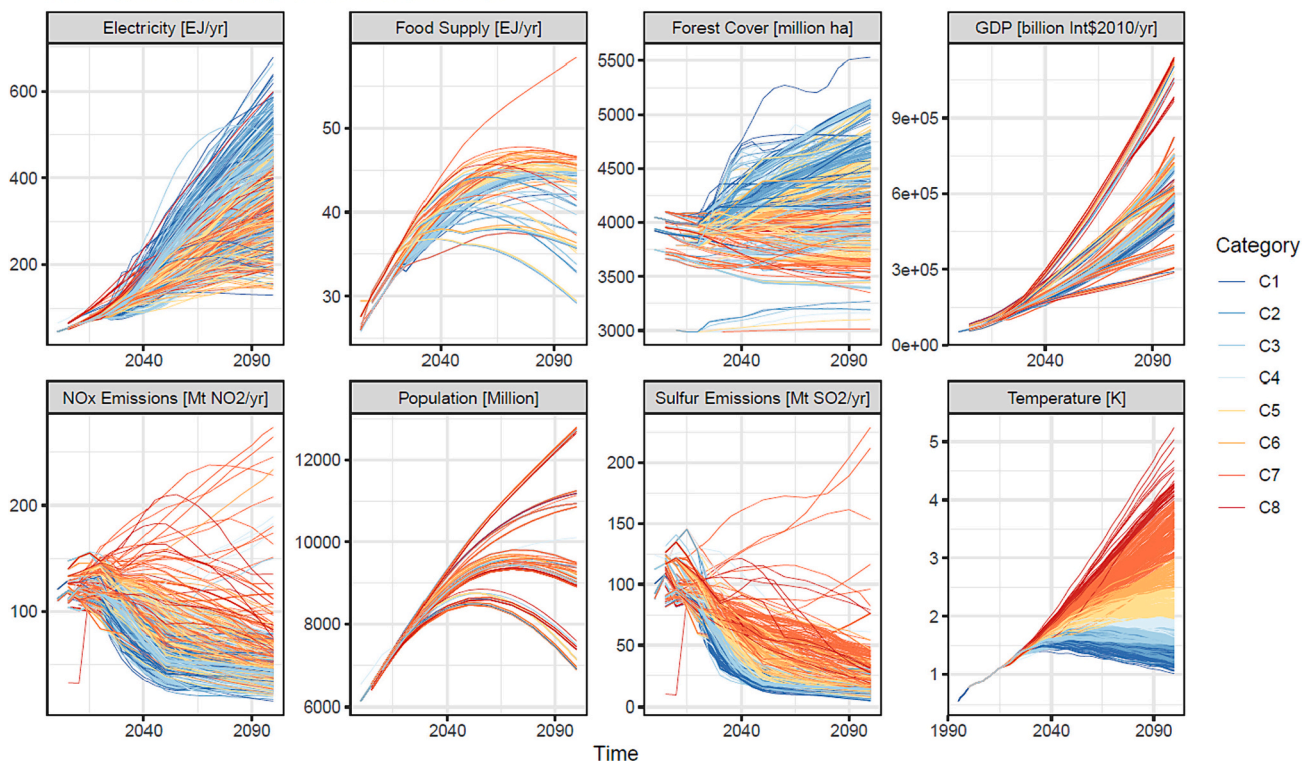 Electricity [EJ/yr]
Food Supply [EJ/yr]
Forest Cover [million ha]
GDP [billion Int$2010/yr]
600
400
200
2040
2090
50
40
30
2040
2090
5500
5000
4500
4000
3500
3000
2040
2090
9e+05
6e+05
3e+05
0e+00
2040
2090
NOx Emissions [Mt NO2/yr]
Population [Million]
Sulfur Emissions [Mt SO2/yr]
Temperature [K]
200
100
2040
2090
12000
10000
8000
6000
2040
2090
200
150
100
50
0
2040
2090
5
4
3
2
1
1990
2040
2090
Time
Category
C1
C2
C3
C4
C5
C6
C7
C8